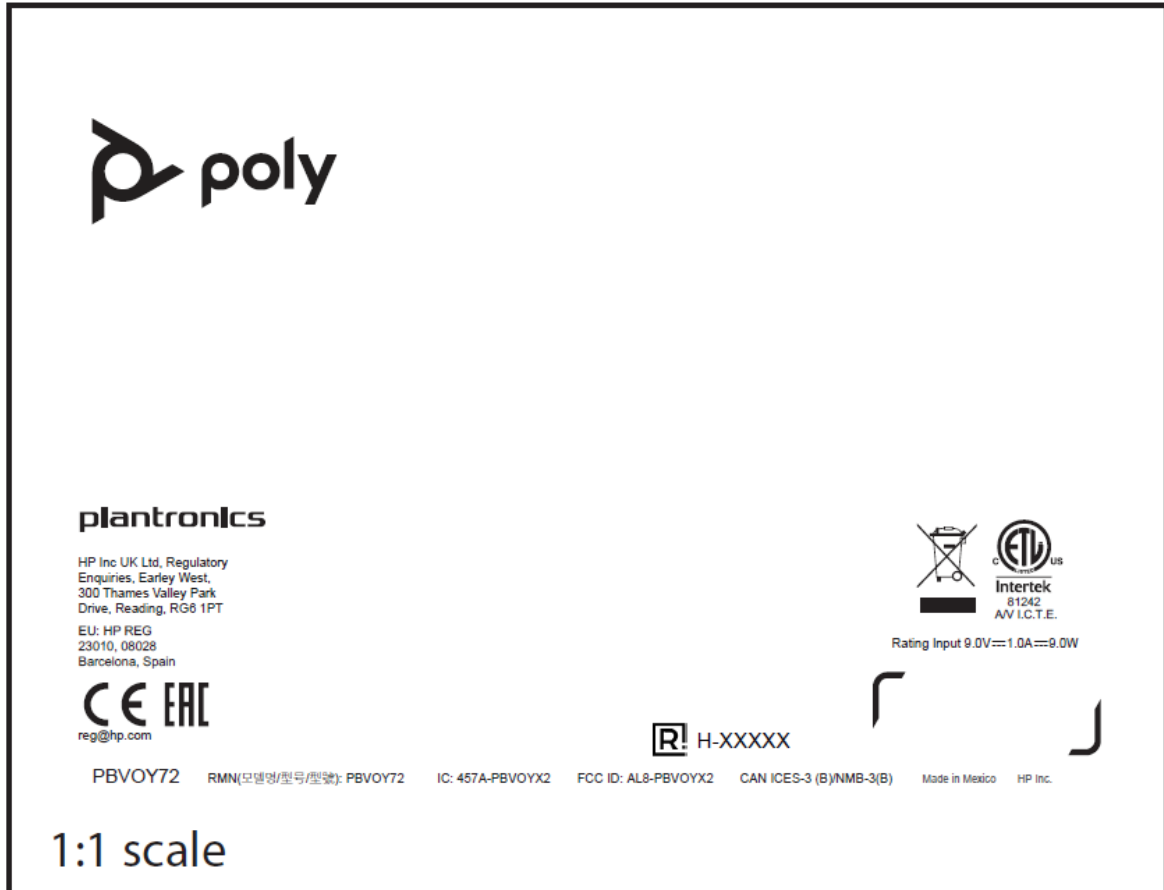 poly
plantronics
HP Inc UK Ltd, Regulatory
Enquiries, Earley West,
300 Thames Valley Park
Drive, Reading, RG6 1PT
EU: HP REG
23010, 08028
Barcelona, Spain
CE EAC
reg@hp.com
C ETL US
LISTED
Intertek
81242
A/V I.C.T.E.
Rating Input 9.0V⎓1.0A⎓9.0W
R! H-XXXXX
PBVOY72 RMN(모델명/型号/型號): PBVOY72 IC: 457A-PBVOYX2 FCC ID: AL8-PBVOYX2 CAN ICES-3 (B)/NMB-3(B) Made in Mexico HP Inc.
1:1 scale